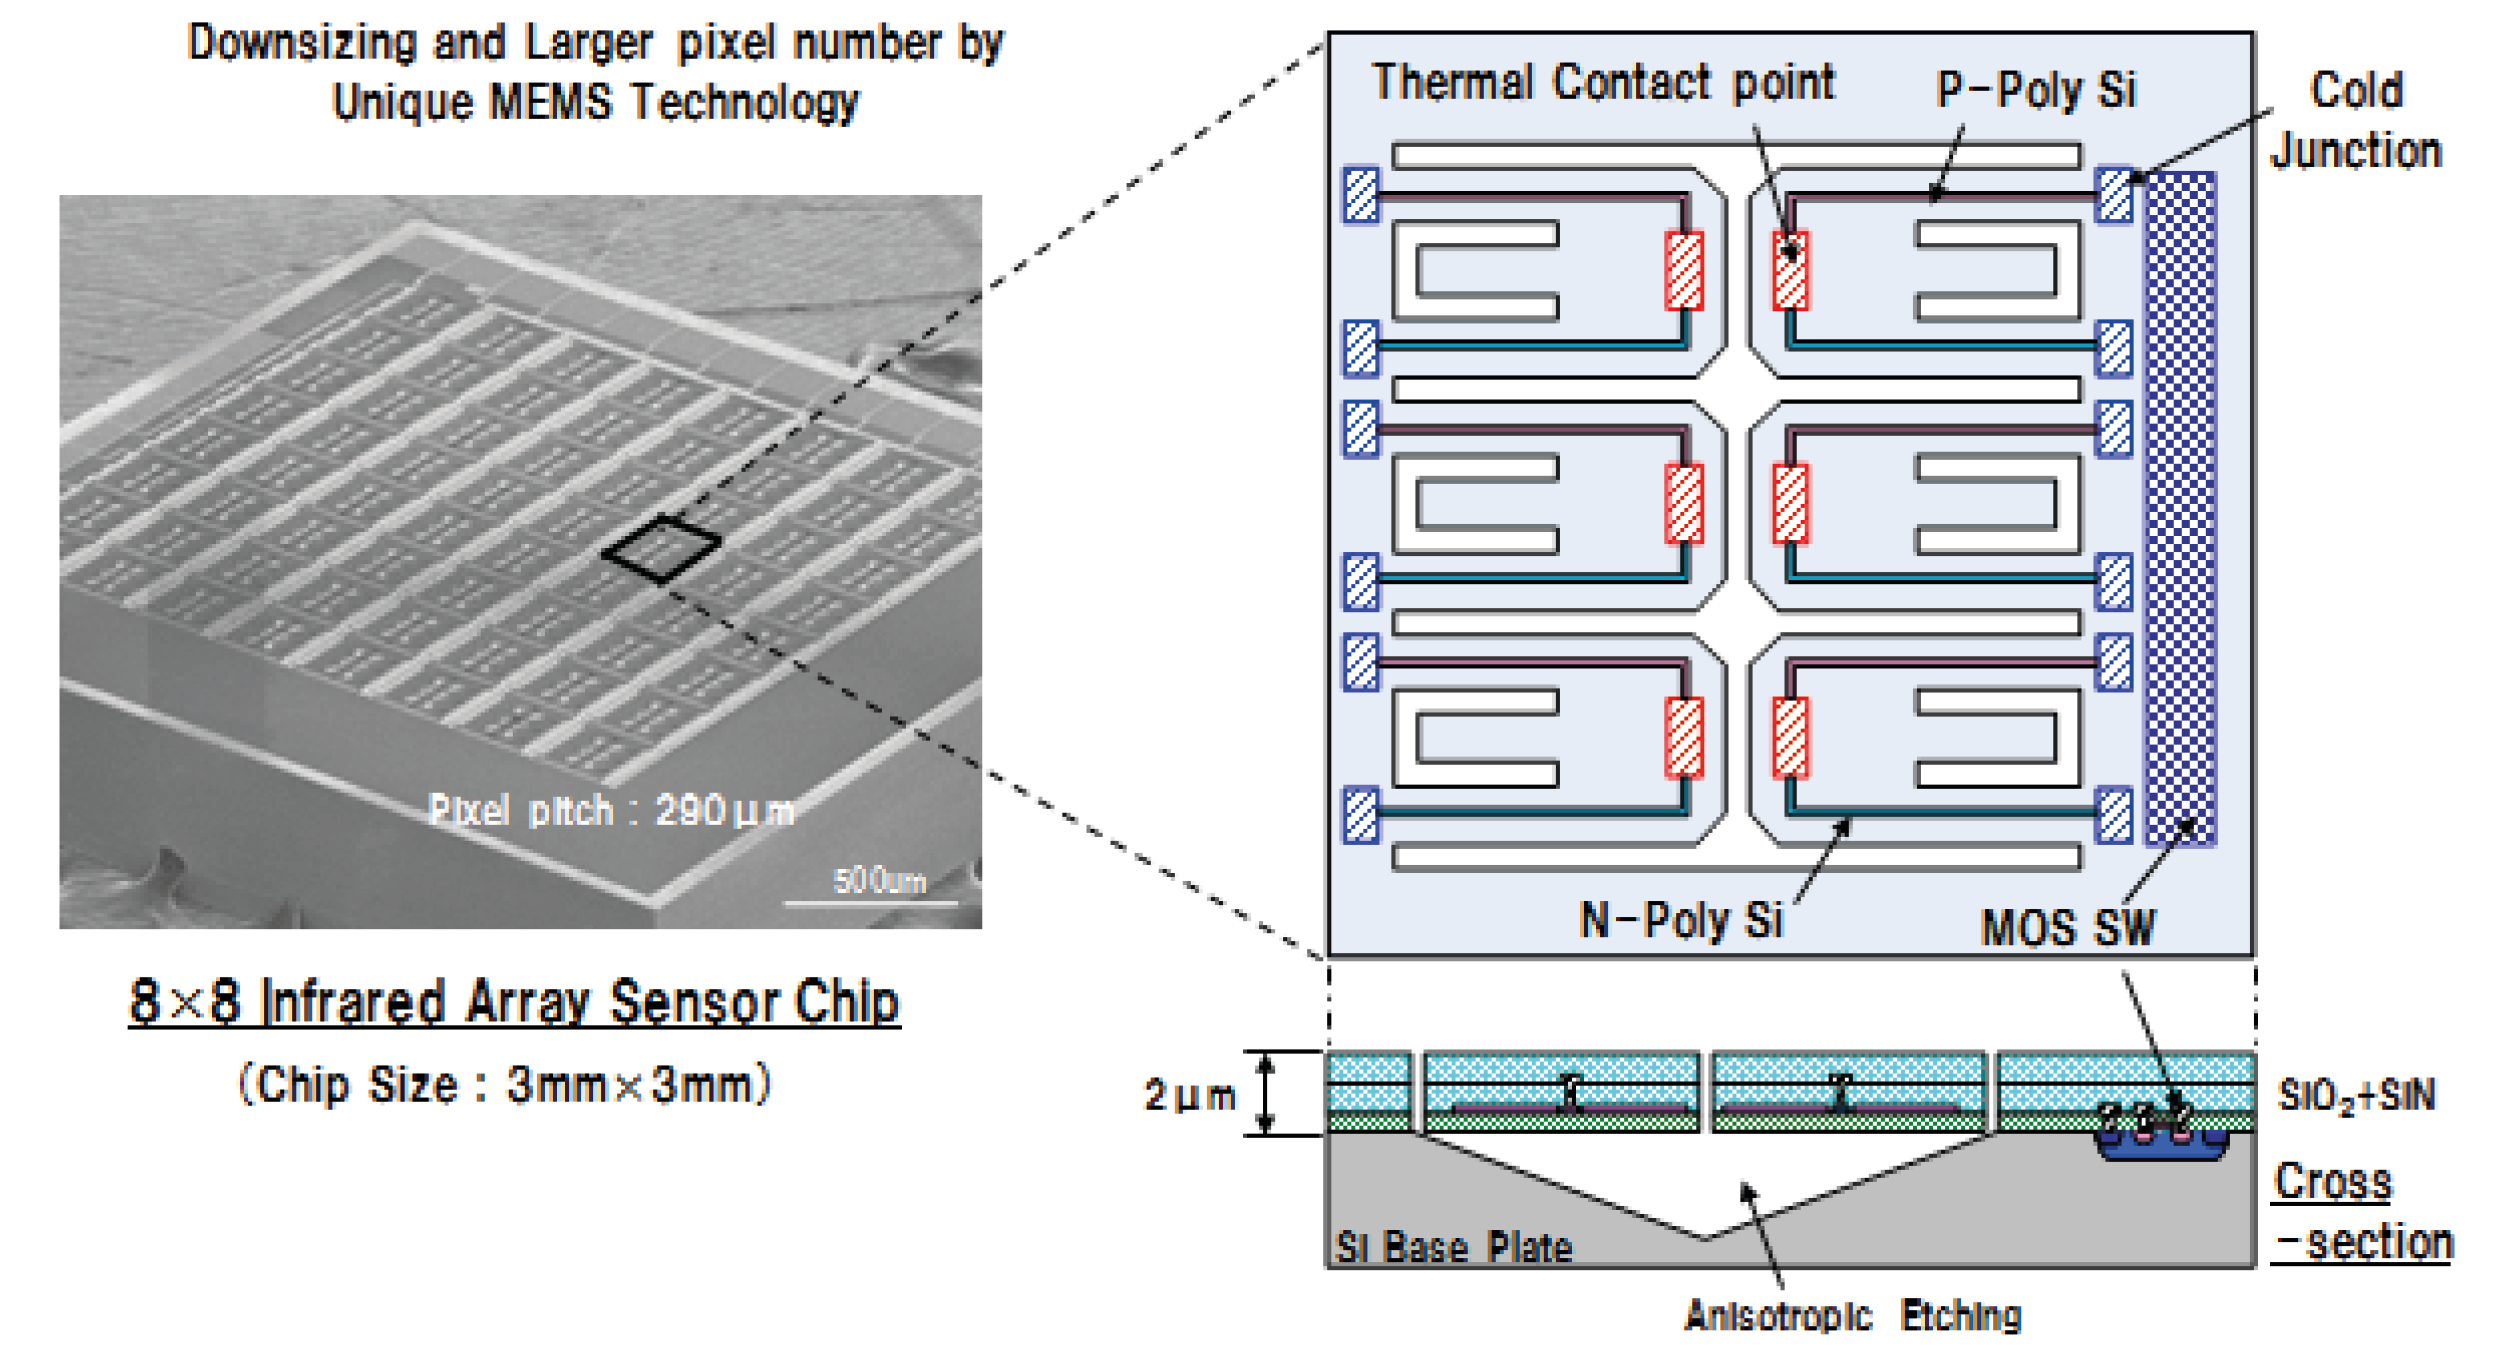 Downsizing and Larger pixel number by
Unique MEMS Technology
Pixel pitch : 290μm
500um
8×8 Infrared Array Sensor Chip
(Chip Size : 3mm×3mm)
Thermal Contact point
P-Poly Si
Cold
Junction
N-Poly Si
MOS SW
2μm
SiO₂+SiN
Cross
-section
Si Base Plate
Anisotropic Etching